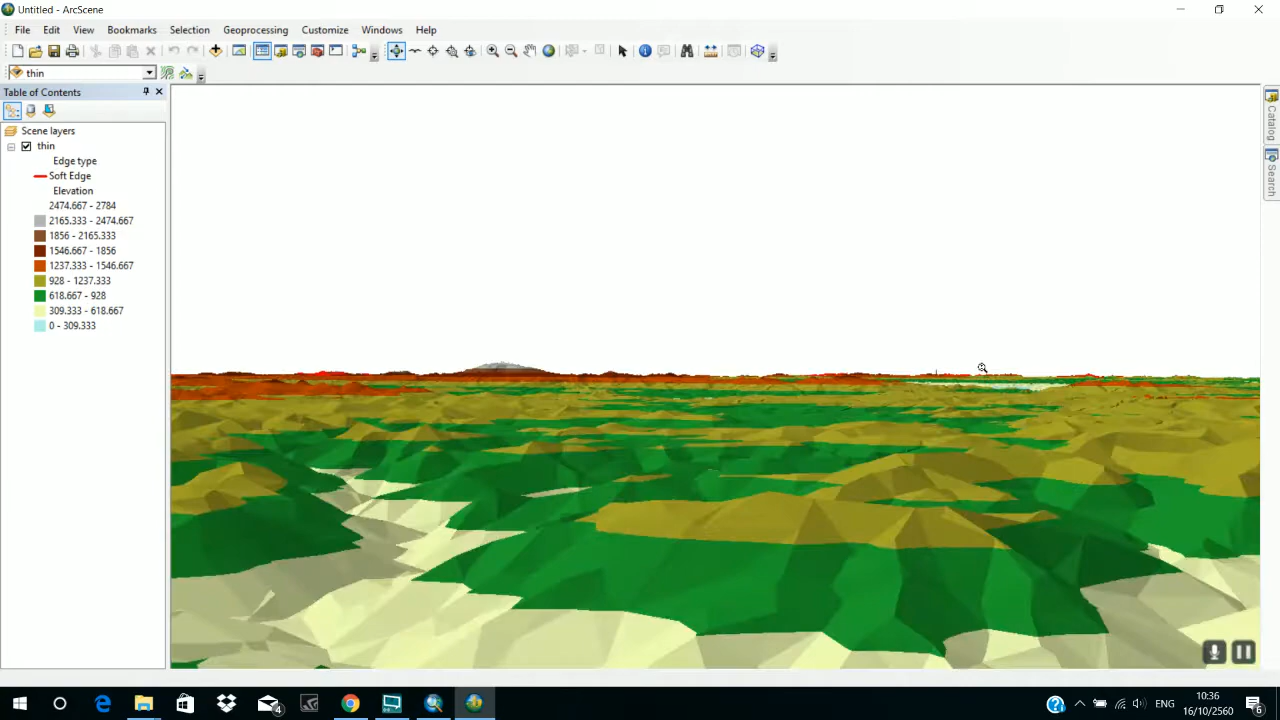 Untitled - ArcScene
File Edit View Bookmarks Selection Geoprocessing Customize Windows Help
thin
Table of Contents
Scene layers
thin
Edge type
Soft Edge
Elevation
2474.667 - 2784
2165.333 - 2474.667
1856 - 2165.333
1546.667 - 1856
1237.333 - 1546.667
928 - 1237.333
618.667 - 928
309.333 - 618.667
0 - 309.333
Catalog
Search
4
ENG
10:36
16/10/2560
6